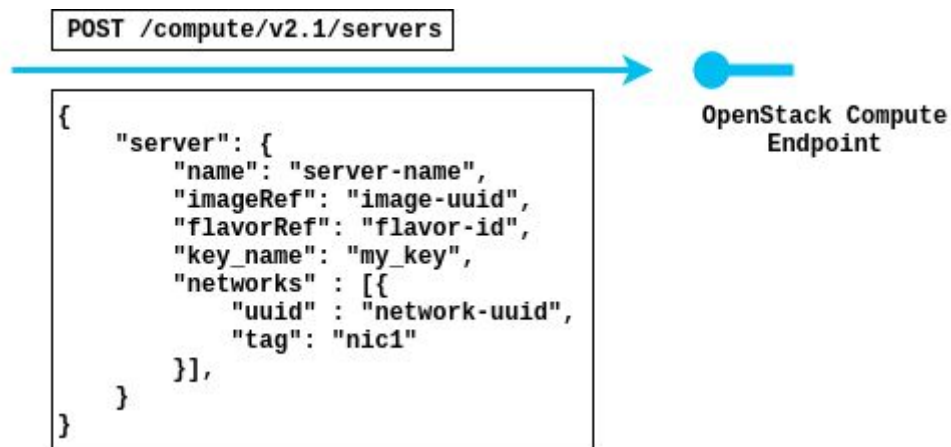 POST /compute/v2.1/servers
{
    "server": {
        "name": "server-name",
        "imageRef": "image-uuid",
        "flavorRef": "flavor-id",
        "key_name": "my_key",
        "networks" : [{
            "uuid" : "network-uuid",
            "tag": "nic1"
        }],
    }
}
OpenStack Compute
Endpoint